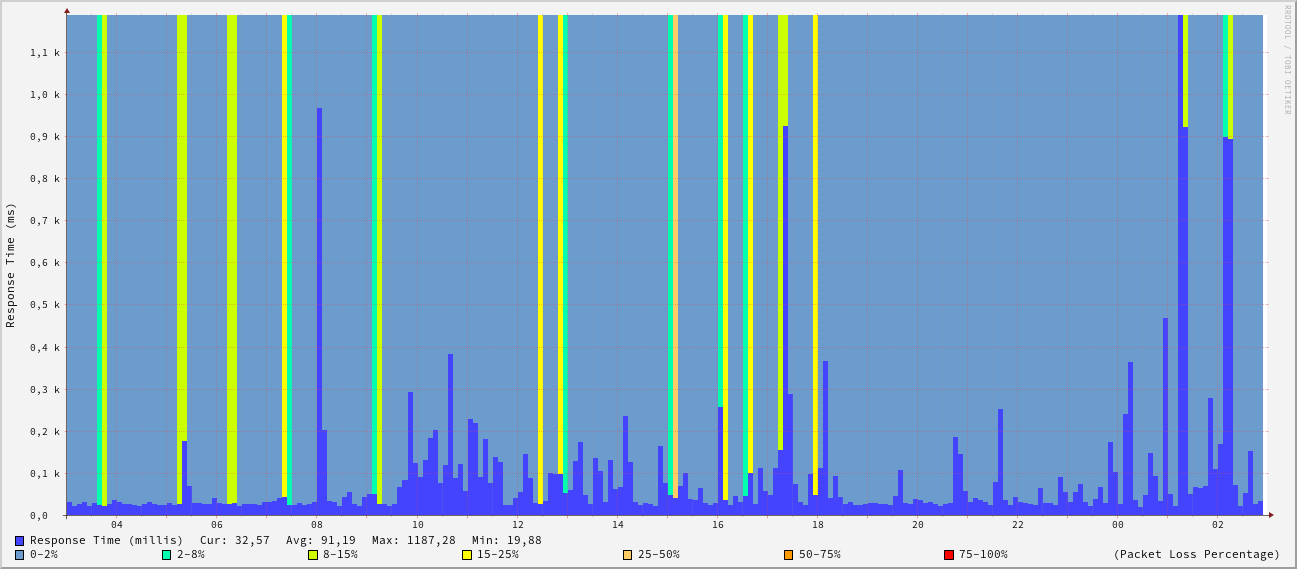 RRDTOOL / TOBI OETIKER
Response Time (ms)
1,1 k
1,0 k
0,9 k
0,8 k
0,7 k
0,6 k
0,5 k
0,4 k
0,3 k
0,2 k
0,1 k
0,0
04 06 08 10 12 14 16 18 20 22 00 02
Response Time (millis) Cur: 32,57 Avg: 91,19 Max: 1187,28 Min: 19,88
0-2% 2-8% 8-15% 15-25% 25-50% 50-75% 75-100% (Packet Loss Percentage)